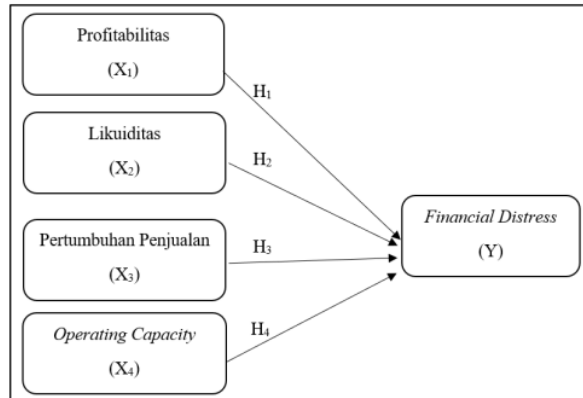 Profitabilitas
(X₁)
H₁
Likuiditas
(X₂)
H₂
Financial Distress
(Y)
Pertumbuhan Penjualan
(X₃)
H₃
Operating Capacity
(X₄)
H₄